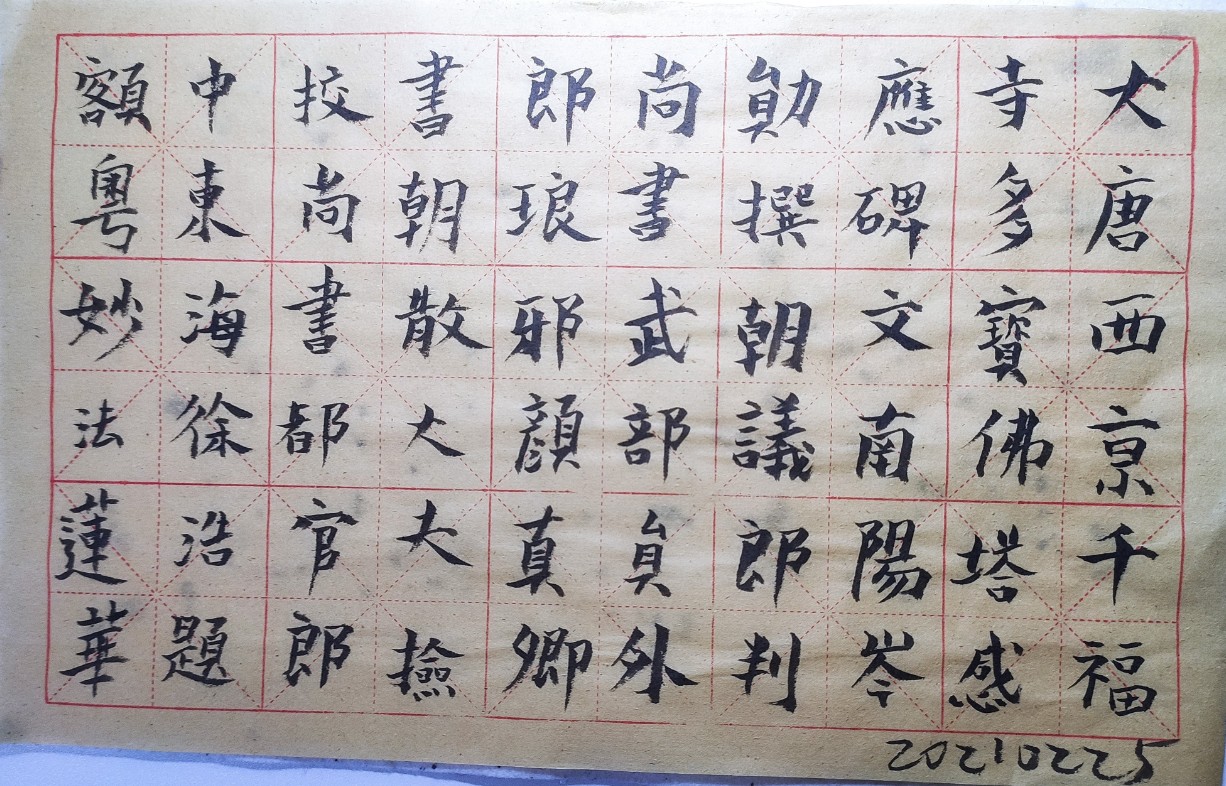 大唐西京千福
寺多寶佛塔感
應碑文南陽岑
勛撰朝議郎判
尚書武部貟外
郎琅邪顏真卿
書朝散大夫撿
挍尚書都官郎
中東海徐浩題
額粵妙法蓮華
20210225